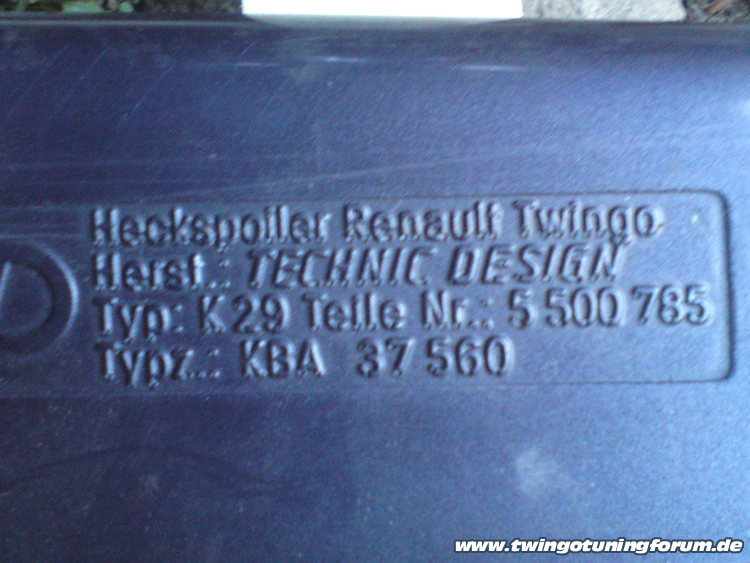 Heckspoiler Renault Twingo
Herst.: TECHNIC DESIGN
Typ: K 29 Teile Nr.: 5 500 785
Typz.: KBA 37 560
www.twingotuningforum.de